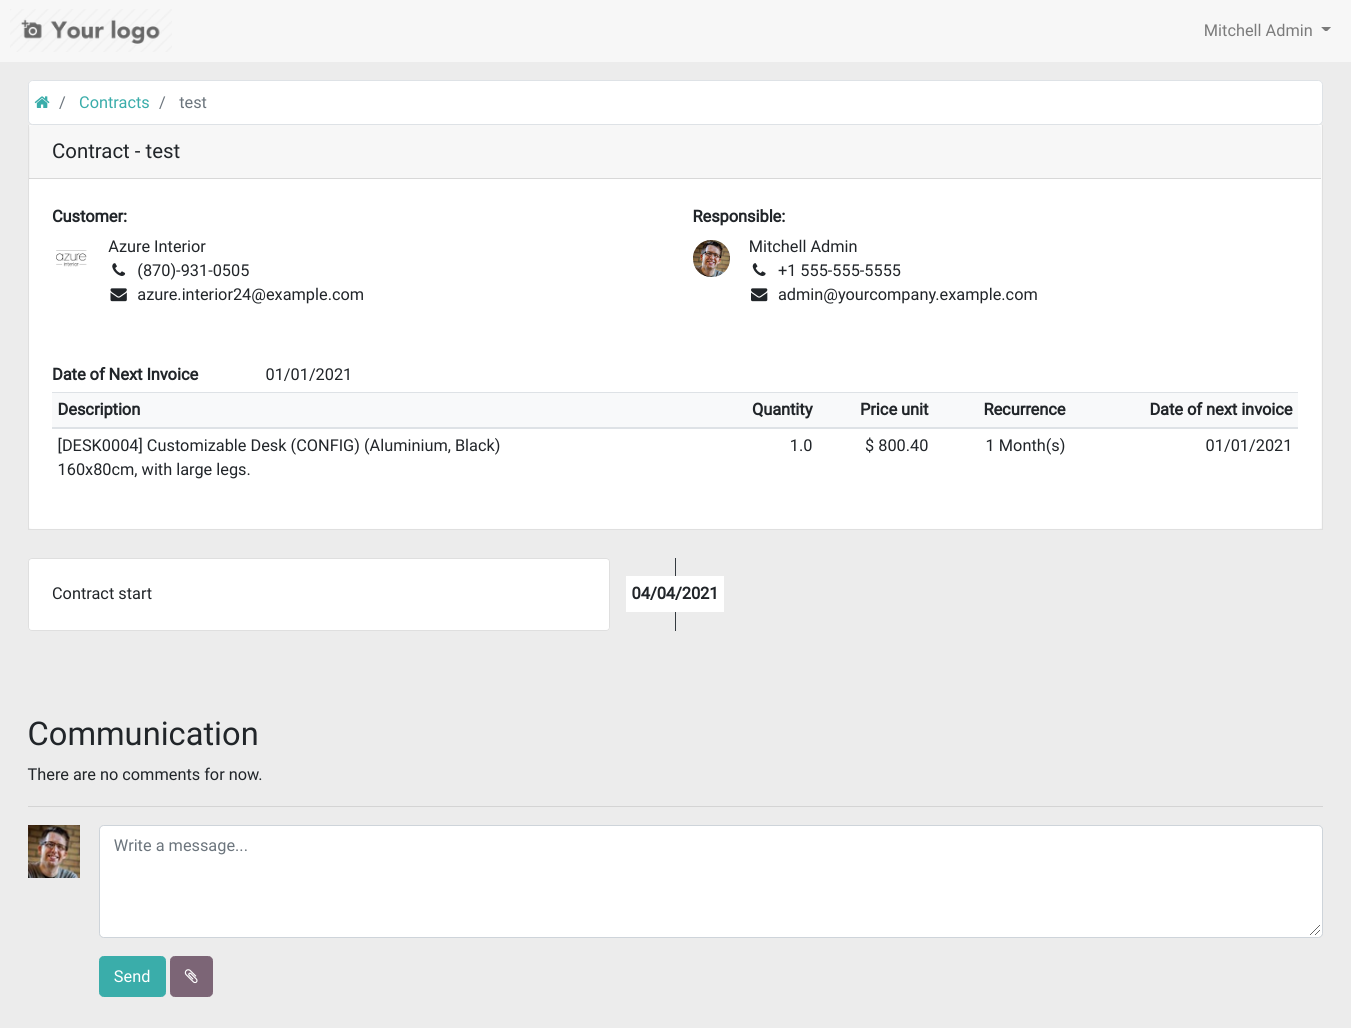 Your logo
Mitchell Admin
/ Contracts / test
Contract - test
Customer:
azure
Azure Interior
(870)-931-0505
azure.interior24@example.com
Responsible:
Mitchell Admin
+1 555-555-5555
admin@yourcompany.example.com
Date of Next Invoice 01/01/2021
Description Quantity Price unit Recurrence Date of next invoice
[DESK0004] Customizable Desk (CONFIG) (Aluminium, Black) 1.0 $ 800.40 1 Month(s) 01/01/2021
160x80cm, with large legs.
Contract start 04/04/2021
Communication
There are no comments for now.
Write a message...
Send